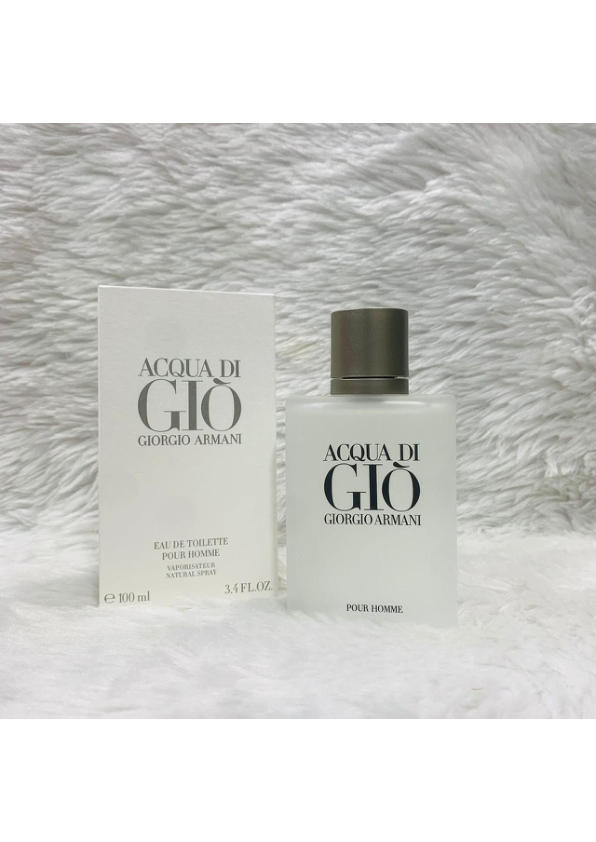 ACQUA DI
GIÒ
GIORGIO ARMANI
EAU DE TOILETTE
POUR HOMME
VAPORISATEUR
NATURAL SPRAY
℮ 100 ml
3.4 FL.OZ.
ACQUA DI
GIÒ
GIORGIO ARMANI
POUR HOMME